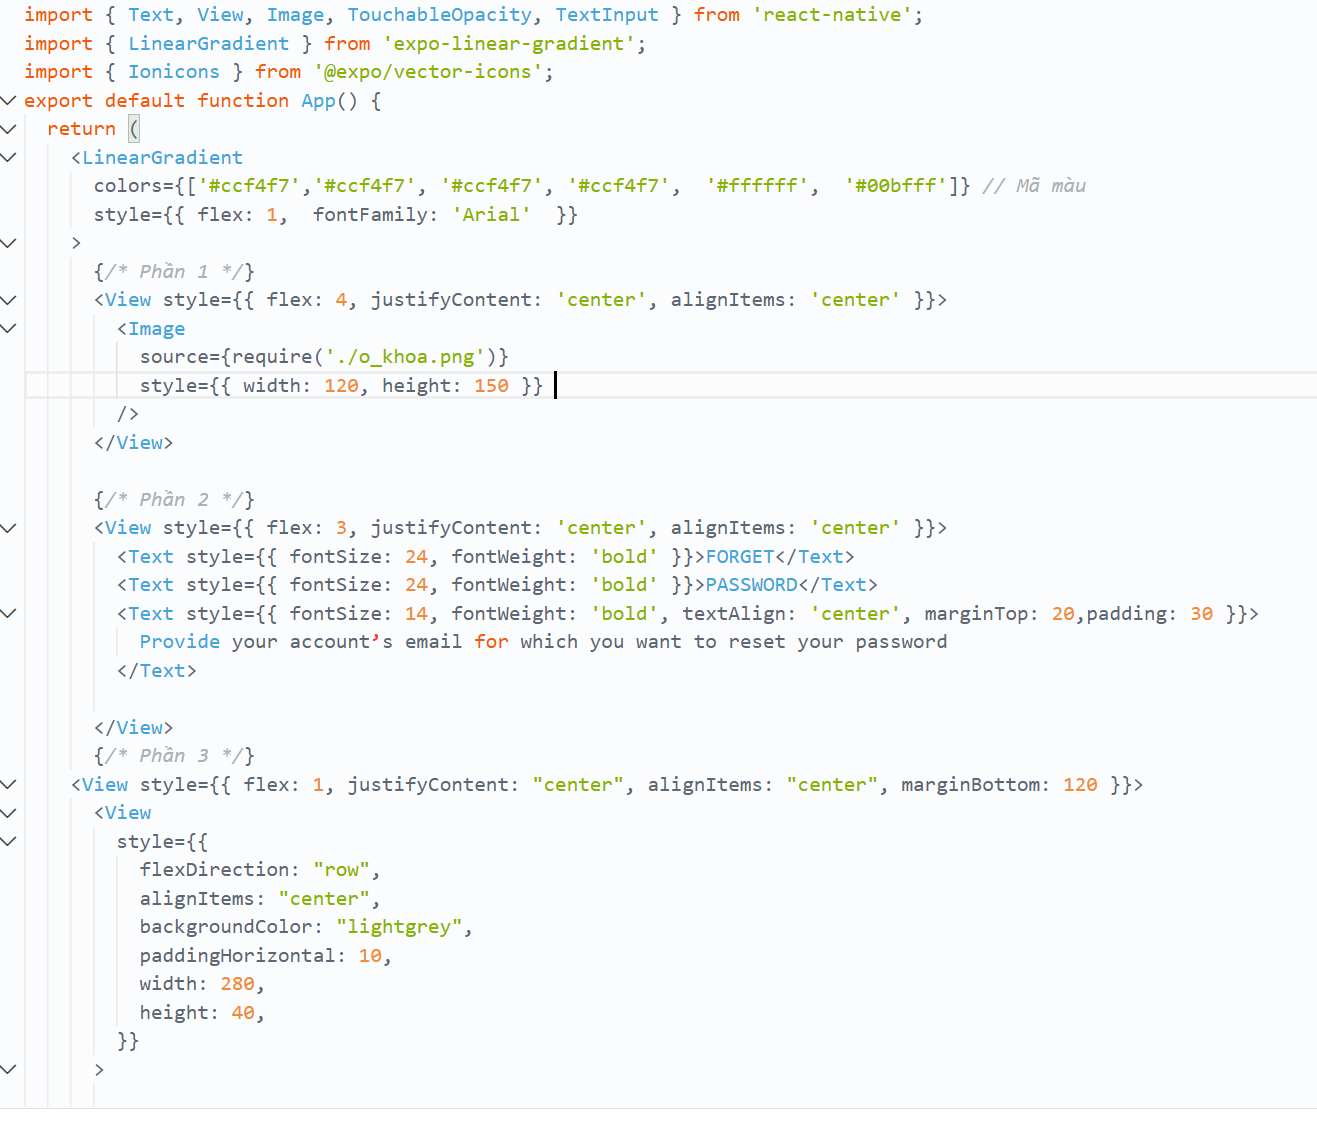 import { Text, View, Image, TouchableOpacity, TextInput } from 'react-native';
import { LinearGradient } from 'expo-linear-gradient';
import { Ionicons } from '@expo/vector-icons';
export default function App() {
  return (
    <LinearGradient
      colors={['#ccf4f7','#ccf4f7', '#ccf4f7', '#ccf4f7',  '#ffffff',  '#00bfff']} // Mã màu
      style={{ flex: 1,  fontFamily: 'Arial'  }}
    >
      {/* Phần 1 */}
      <View style={{ flex: 4, justifyContent: 'center', alignItems: 'center' }}>
        <Image
          source={require('./o_khoa.png')}
          style={{ width: 120, height: 150 }}
        />
      </View>

      {/* Phần 2 */}
      <View style={{ flex: 3, justifyContent: 'center', alignItems: 'center' }}>
        <Text style={{ fontSize: 24, fontWeight: 'bold' }}>FORGET</Text>
        <Text style={{ fontSize: 24, fontWeight: 'bold' }}>PASSWORD</Text>
        <Text style={{ fontSize: 14, fontWeight: 'bold', textAlign: 'center', marginTop: 20,padding: 30 }}>
          Provide your account’s email for which you want to reset your password
        </Text>

      </View>
      {/* Phần 3 */}
    <View style={{ flex: 1, justifyContent: "center", alignItems: "center", marginBottom: 120 }}>
      <View
        style={{
          flexDirection: "row",
          alignItems: "center",
          backgroundColor: "lightgrey",
          paddingHorizontal: 10,
          width: 280,
          height: 40,
        }}
      >